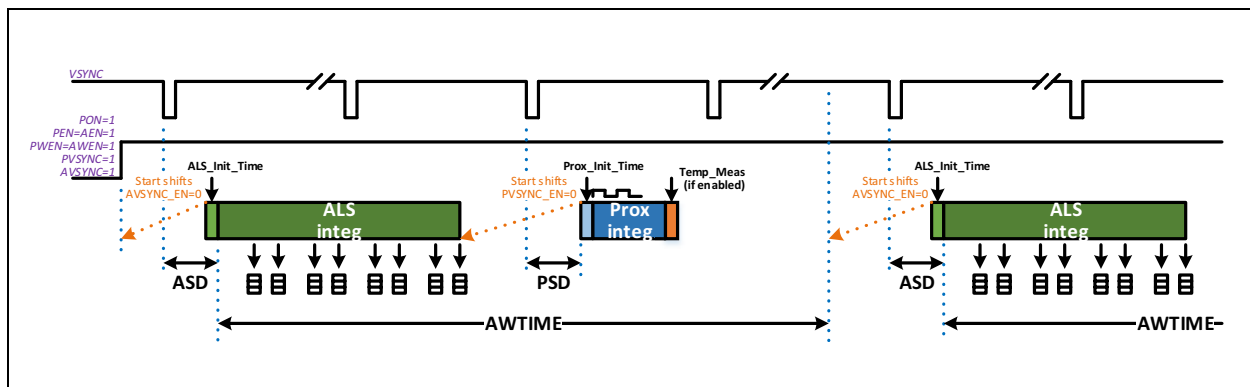 VSYNC
PON=1
PEN=AEN=1
PWEN=AWEN=1
PVSYNC=1
AVSYNC=1
Start shifts
AVSYNC_EN=0
ALS_Init_Time
ALS
integ
Start shifts
PVSYNC_EN=0
Prox_Init_Time
Prox
integ
Temp_Meas
(if enabled)
Start shifts
AVSYNC_EN=0
ALS_Init_Time
ALS
integ
ASD
PSD
ASD
AWTIME
AWTIME